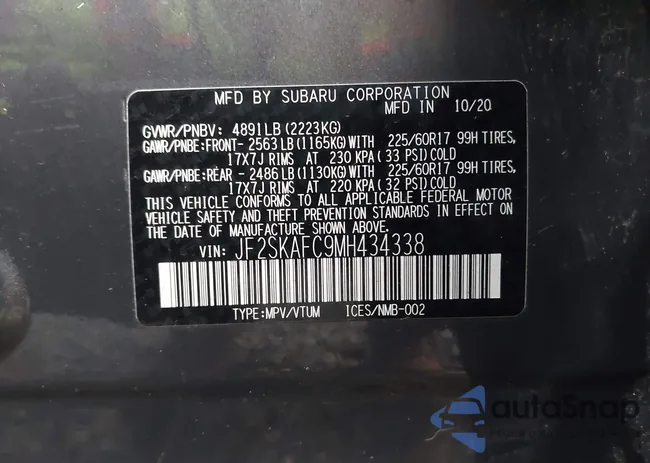 MFD BY SUBARU CORPORATION
MFD IN 10/20
GVWR/PNBV: 4891LB(2223KG)
GAWR/PNBE:FRONT- 2563LB(1165KG)WITH 225/60R17 99H TIRES,
17X7J RIMS AT 230 KPA(33 PSI)COLD
GAWR/PNBE:REAR - 2486LB(1130KG)WITH 225/60R17 99H TIRES,
17X7J RIMS AT 220 KPA(32 PSI)COLD
THIS VEHICLE CONFORMS TO ALL APPLICABLE FEDERAL MOTOR
VEHICLE SAFETY AND THEFT PREVENTION STANDARDS IN EFFECT ON
THE DATE OF MANUFACTURE SHOWN ABOVE.
VIN: JF2SKAFC9MH434338
TYPE:MPV/VTUM ICES/NMB-002
autoSnap